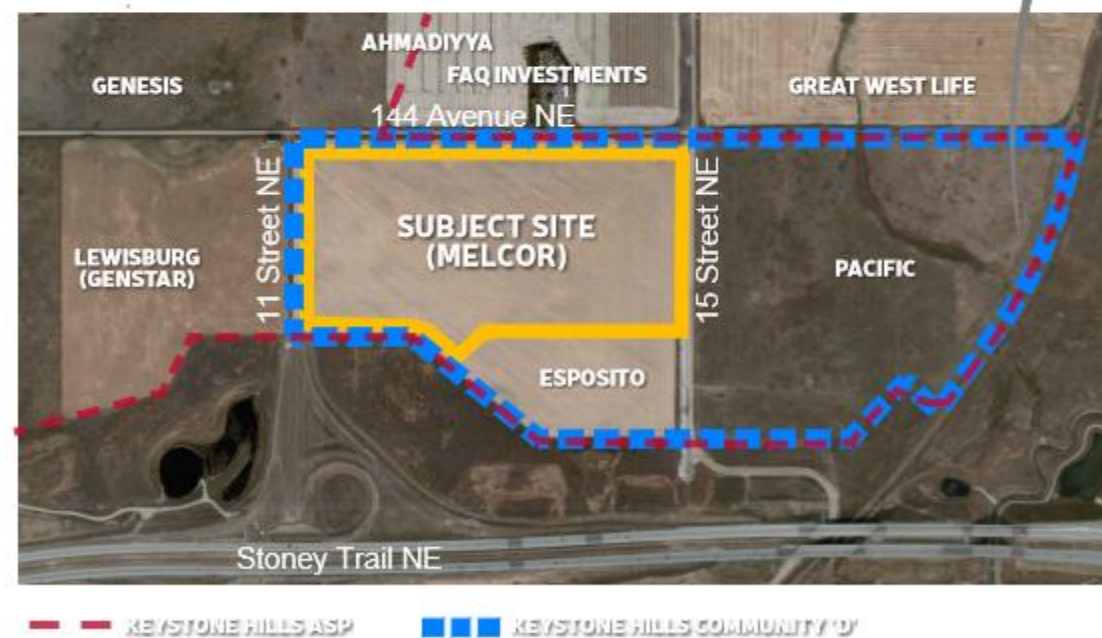 AHMADIYYA
GENESIS
FAQ INVESTMENTS
GREAT WEST LIFE
144 Avenue NE
11 Street NE
SUBJECT SITE
(MELCOR)
15 Street NE
LEWISBURG
(GENSTAR)
PACIFIC
ESPOSITO
Stoney Trail NE
KEYSTONE HILLS ASP
KEYSTONE HILLS COMMUNITY 'D'